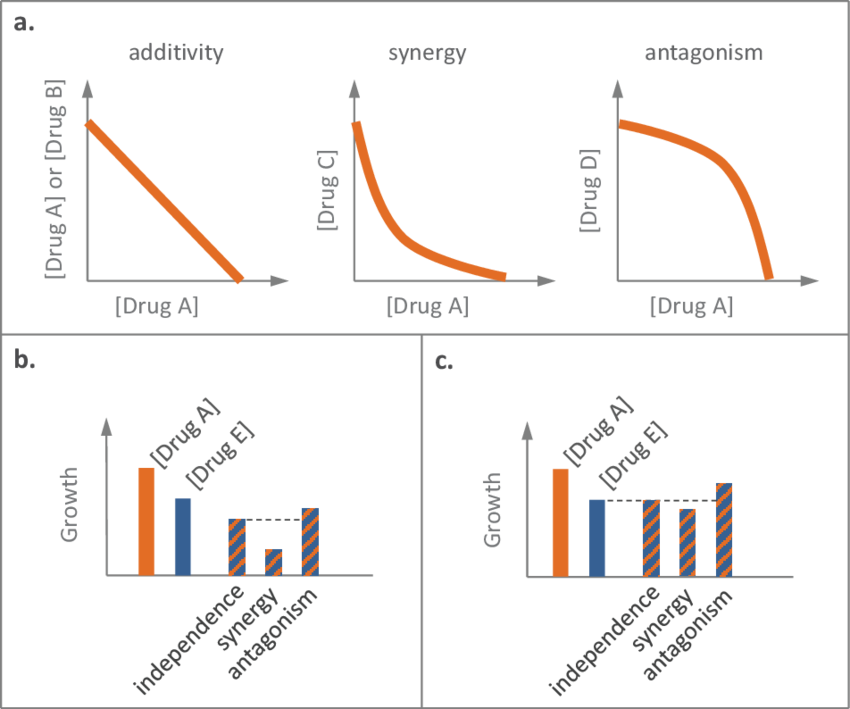 a.
additivity
synergy
antagonism
[Drug A] or [Drug B]
[Drug A]
[Drug C]
[Drug A]
[Drug D]
[Drug A]
b.
Growth
[Drug A]
[Drug E]
independence
synergy
antagonism
c.
Growth
[Drug A]
[Drug E]
independence
synergy
antagonism